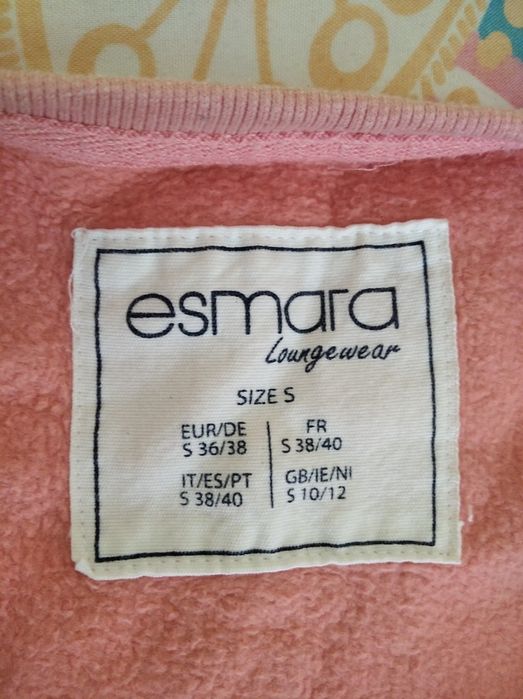 esmara
Loungewear
SIZE S
EUR/DE FR
S 36/38 S 38/40
IT/ES/PT GB/IE/NI
S 38/40 S 10/12